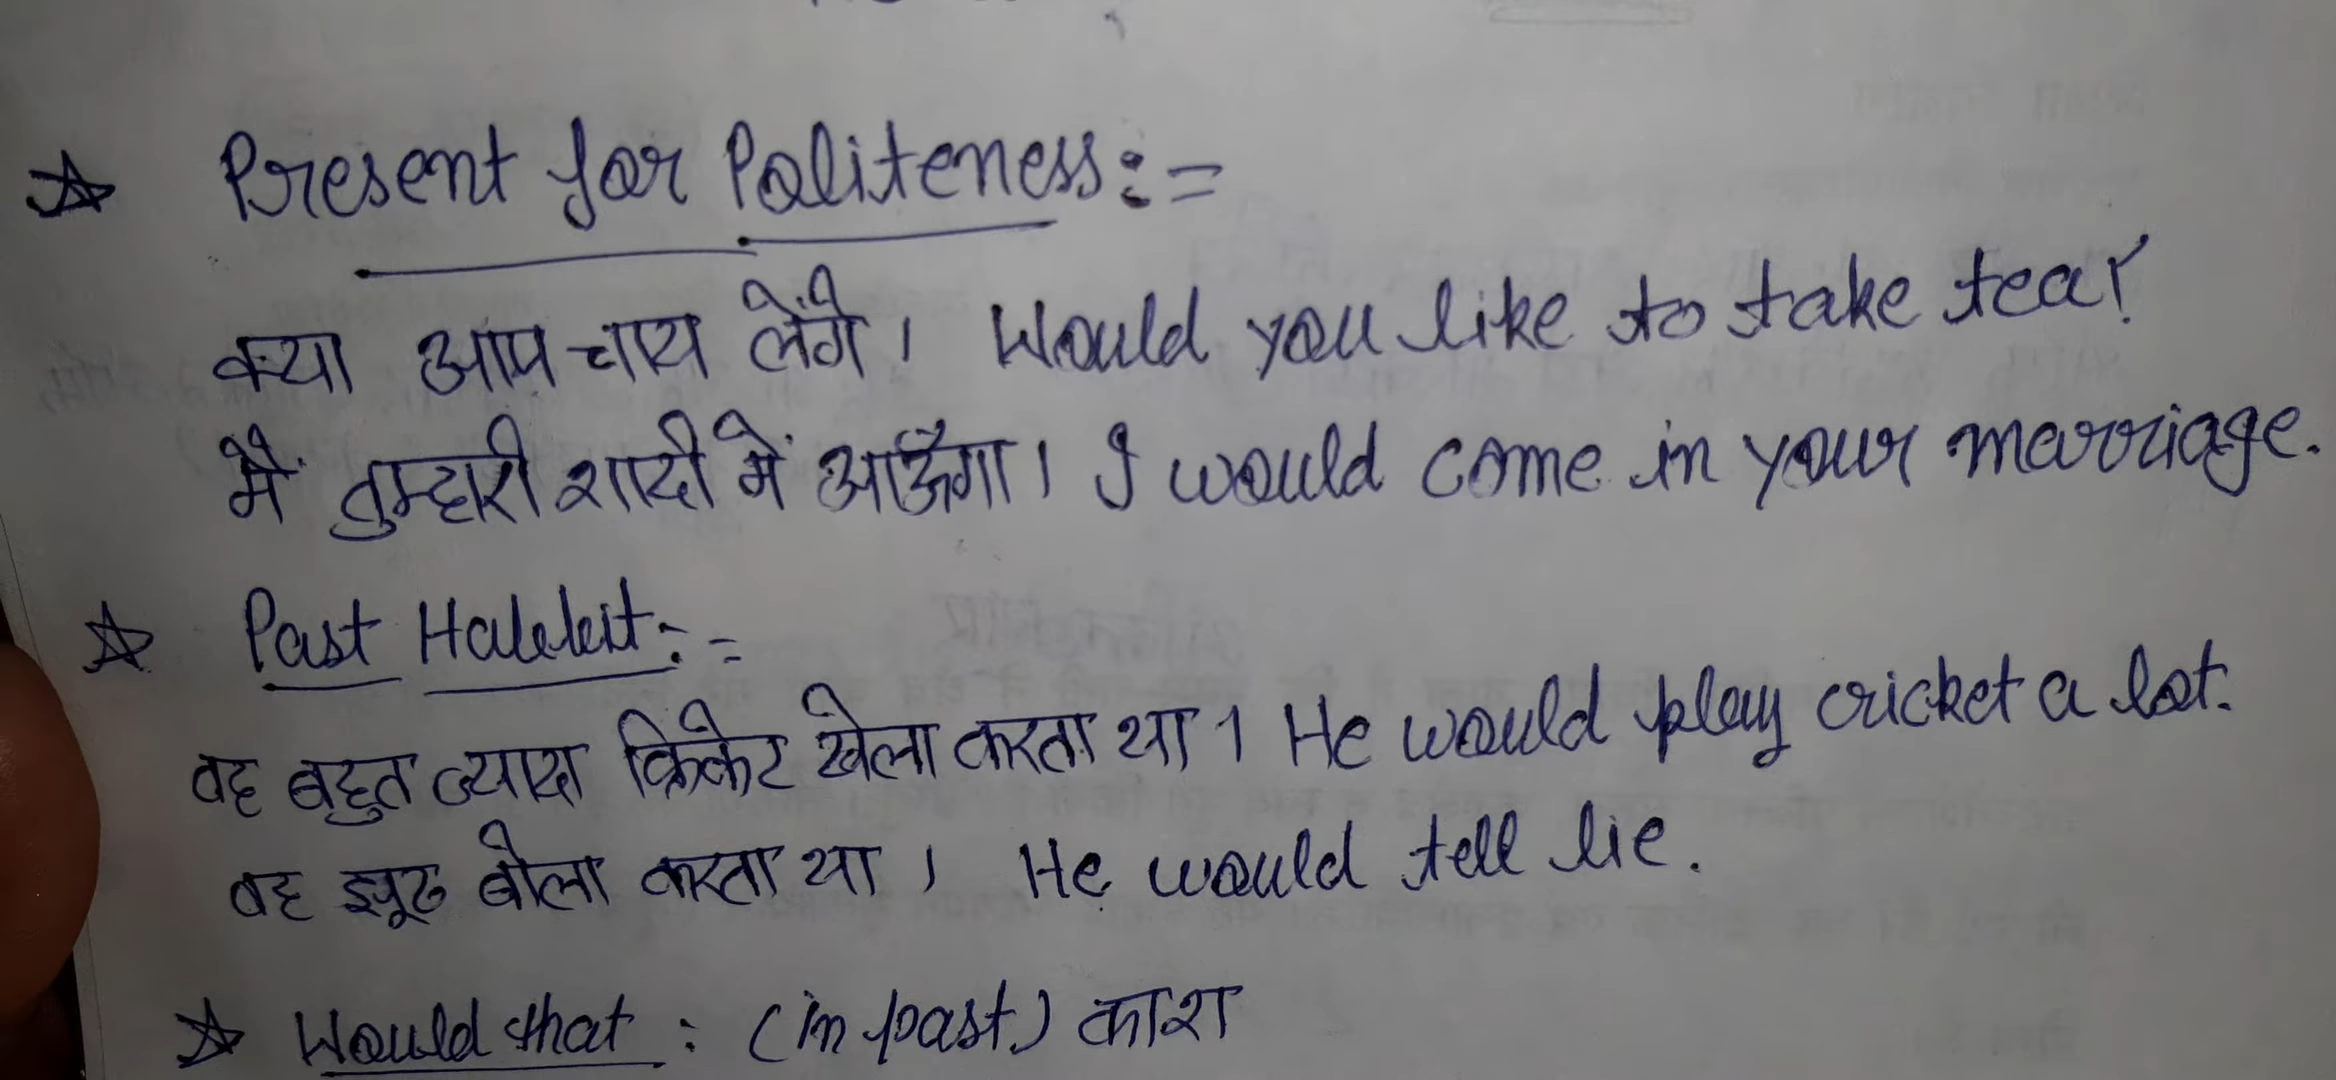 ☆ Present for Politeness :=
क्या आप चाय लेंगे। Would you like to take tea?
मैं तुम्हारी शादी में आऊँगा। I would come in your marriage.
☆ Past Habbit :=
वह बहुत ज्यादा क्रिकेट खेला करता था। He would play cricket a lot.
वह झूठ बोला करता था। He would tell lie.
☆ Would that : (in past) काश